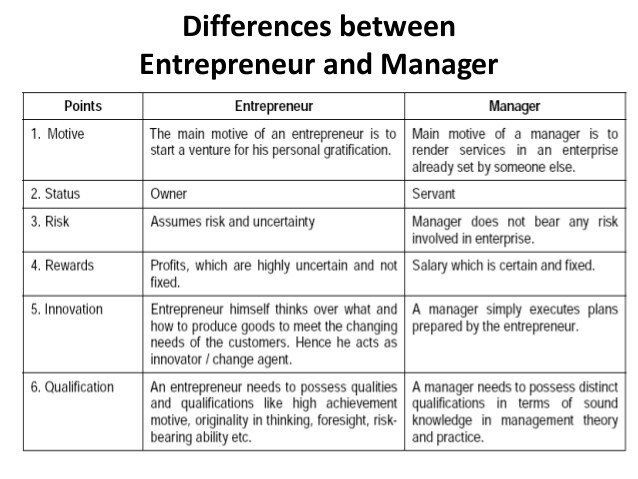 Differences between
Entrepreneur and Manager
Points Entrepreneur Manager
1. Motive
The main motive of an entrepreneur is to
start a venture for his personal gratification.
Main motive of a manager is to
render services in an enterprise
already set by someone else.
2. Status
Owner
Servant
3. Risk
Assumes risk and uncertainty
Manager does not bear any risk
involved in enterprise.
4. Rewards
Profits, which are highly uncertain and not
fixed.
Salary which is certain and fixed.
5. Innovation
Entrepreneur himself thinks over what and
how to produce goods to meet the changing
needs of the customers. Hence he acts as
innovator / change agent.
A manager simply executes plans
prepared by the entrepreneur.
6. Qualification
An entrepreneur needs to possess qualities
and qualifications like high achievement
motive, originality in thinking, foresight, risk-
bearing ability etc.
A manager needs to possess distinct
qualifications in terms of sound
knowledge in management theory
and practice.